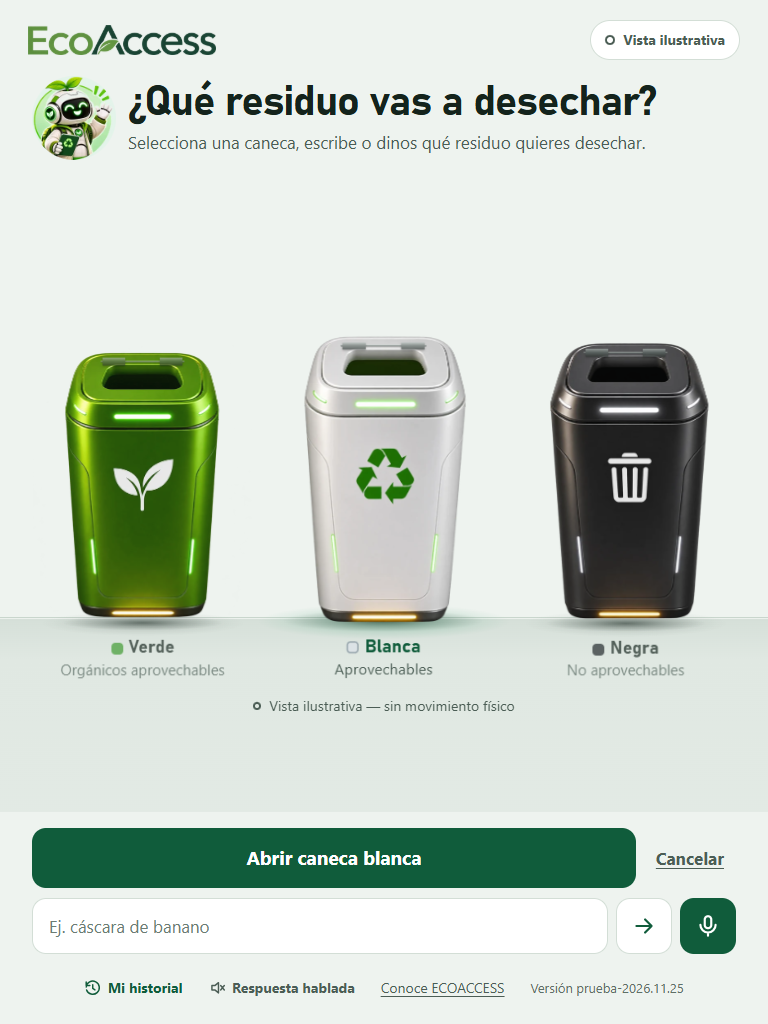 EcoAccess
Vista ilustrativa
¿Qué residuo vas a desechar?
Selecciona una caneca, escribe o dinos qué residuo quieres desechar.
Verde
Orgánicos aprovechables
Blanca
Aprovechables
Negra
No aprovechables
Vista ilustrativa — sin movimiento físico
Abrir caneca blanca
Cancelar
Ej. cáscara de banano
Mi historial
Respuesta hablada
Conoce ECOACCESS
Versión prueba-2026.11.25